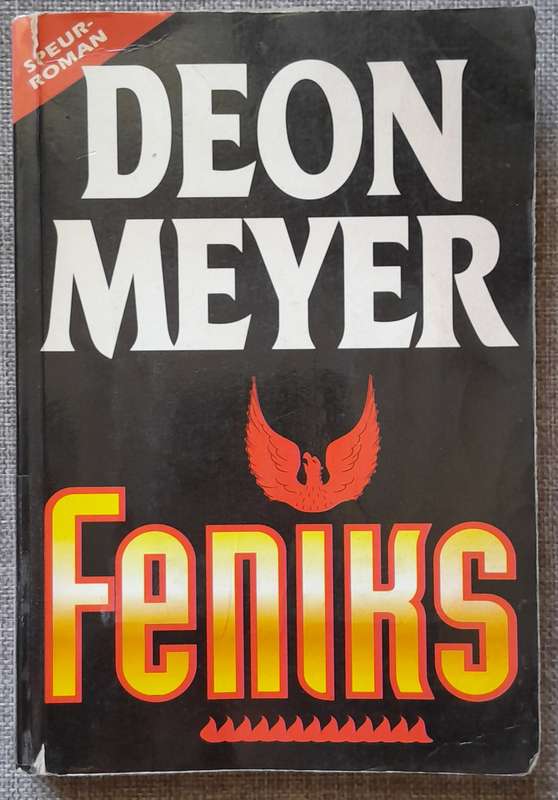 SPEUR-
ROMAN
DEON
MEYER
Feniks